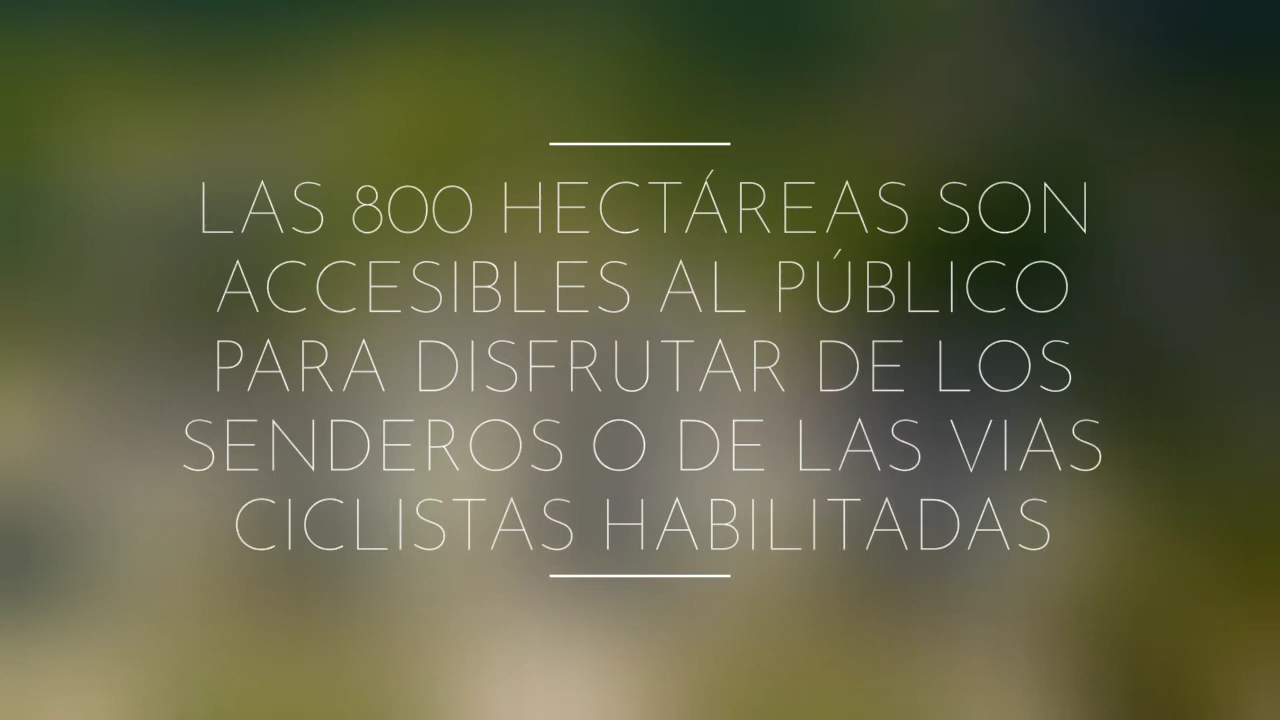 LAS 800 HECTÁREAS SON
ACCESIBLES AL PÚBLICO
PARA DISFRUTAR DE LOS
SENDEROS O DE LAS VIAS
CICLISTAS HABILITADAS